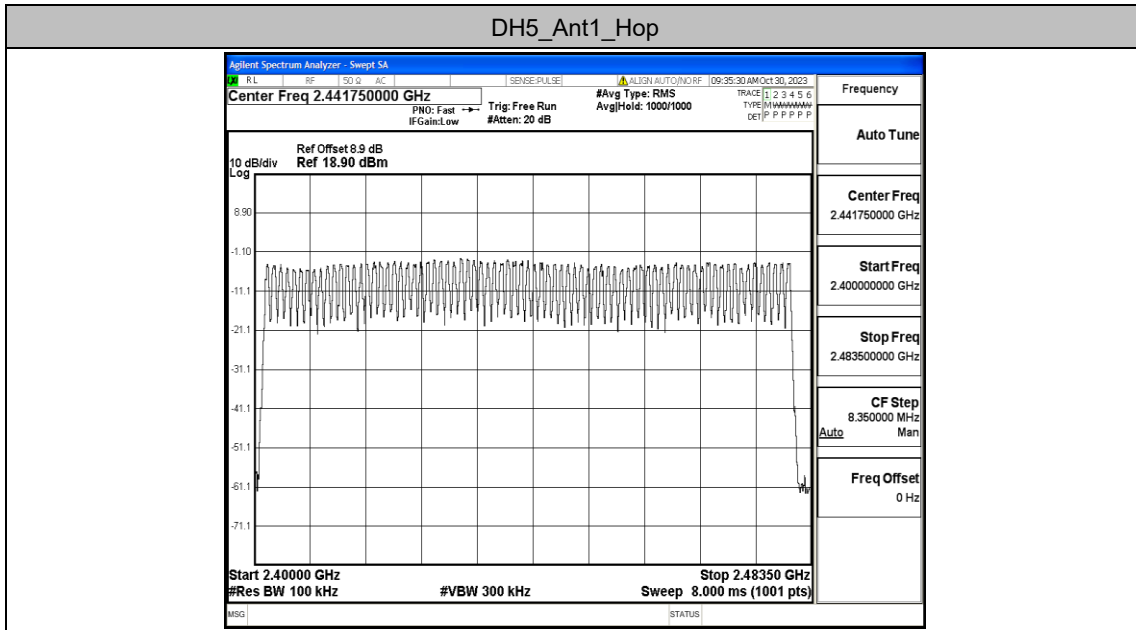 DH5_Ant1_Hop
Agilent Spectrum Analyzer - Swept SA
RL RF 50 Ω AC SENSE:PULSE ALIGN AUTO/NO RF 09:35:30 AM Oct 30, 2023
Center Freq 2.441750000 GHz
PNO: Fast
IFGain:Low
Trig: Free Run
#Atten: 20 dB
#Avg Type: RMS
Avg|Hold: 1000/1000
TRACE 1 2 3 4 5 6
TYPE M W W W W W
DET P P P P P P
Ref Offset 8.9 dB
10 dB/div Ref 18.90 dBm
Log
8.90
-1.10
-11.1
-21.1
-31.1
-41.1
-51.1
-61.1
-71.1
Start 2.40000 GHz Stop 2.48350 GHz
#Res BW 100 kHz #VBW 300 kHz Sweep 8.000 ms (1001 pts)
MSG STATUS
Frequency
Auto Tune
Center Freq
2.441750000 GHz
Start Freq
2.400000000 GHz
Stop Freq
2.483500000 GHz
CF Step
8.350000 MHz
Auto Man
Freq Offset
0 Hz